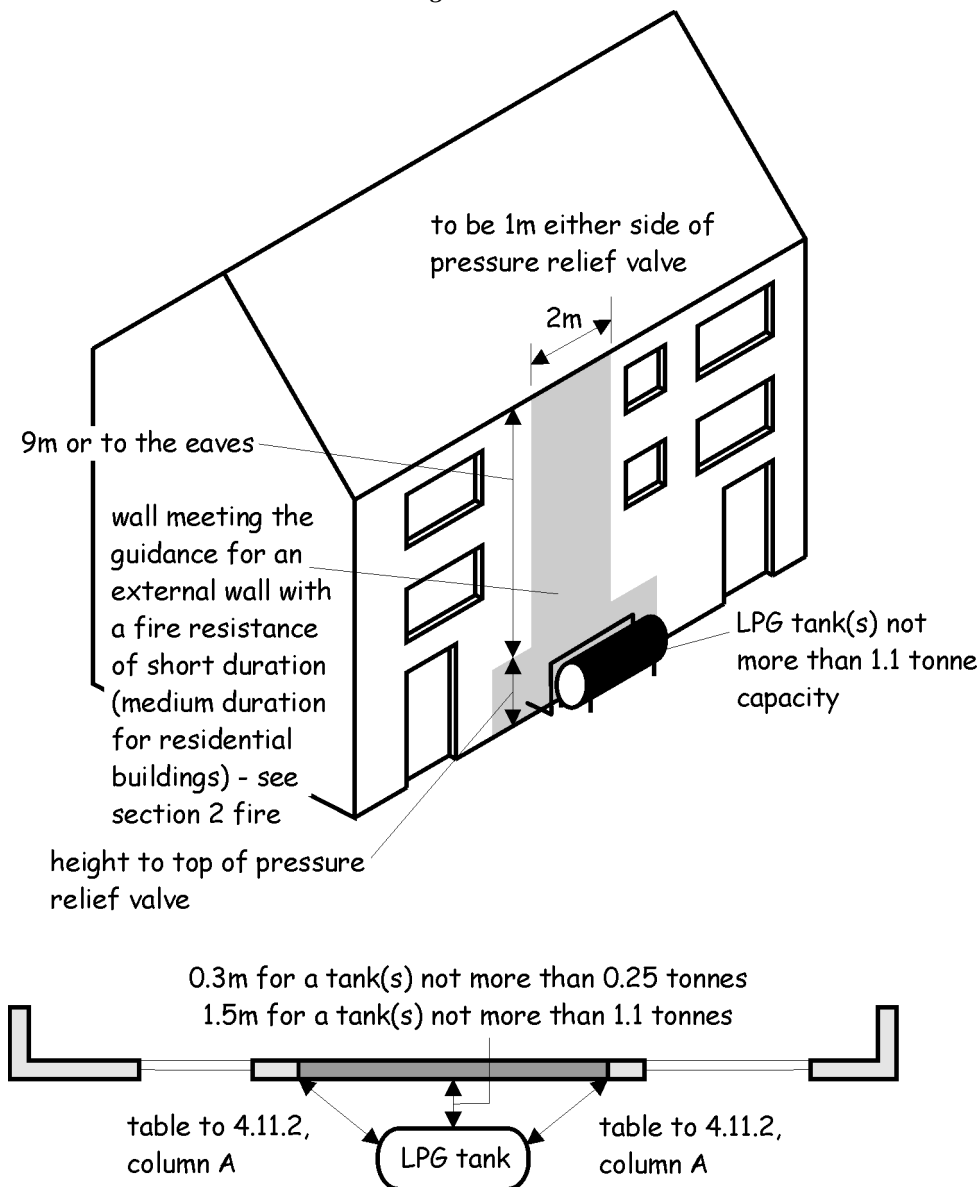 to be 1m either side of
pressure relief valve
2m
9m or to the eaves
wall meeting the
guidance for an
external wall with
a fire resistance
of short duration
(medium duration
for residential
buildings) - see
section 2 fire
LPG tank(s) not
more than 1.1 tonne
capacity
height to top of pressure
relief valve
0.3m for a tank(s) not more than 0.25 tonnes
1.5m for a tank(s) not more than 1.1 tonnes
table to 4.11.2,
column A
LPG tank
table to 4.11.2,
column A